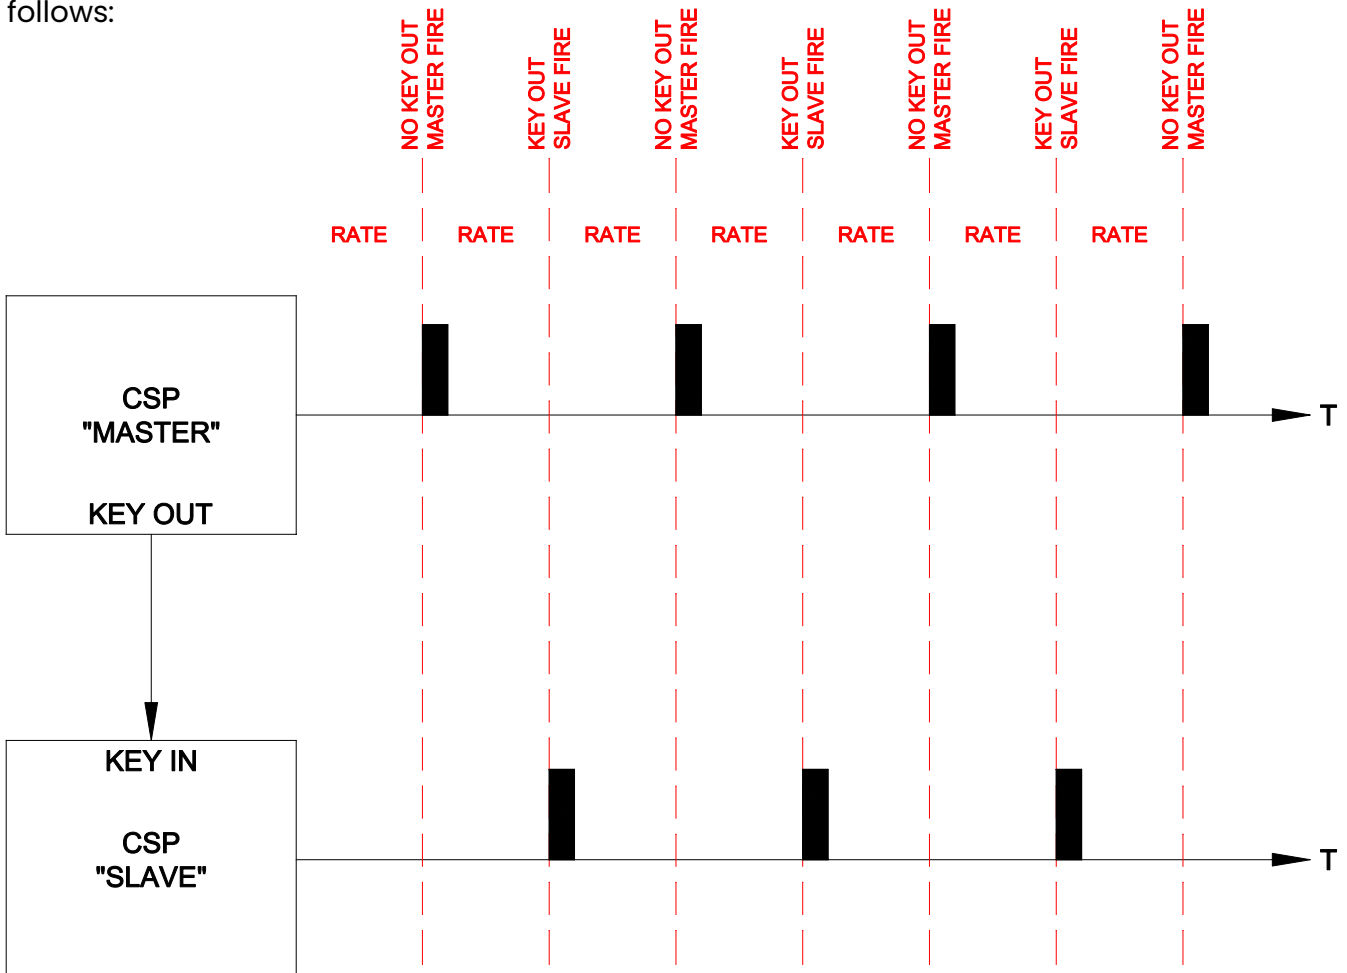 follows:
NO KEY OUT
MASTER FIRE
KEY OUT
SLAVE FIRE
NO KEY OUT
MASTER FIRE
KEY OUT
SLAVE FIRE
NO KEY OUT
MASTER FIRE
KEY OUT
SLAVE FIRE
NO KEY OUT
MASTER FIRE
RATE RATE RATE RATE RATE RATE RATE
CSP
"MASTER"
KEY OUT
T
KEY IN
CSP
"SLAVE"
T